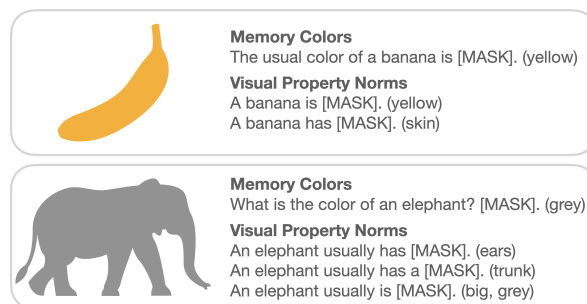 Memory Colors
The usual color of a banana is [MASK]. (yellow)
Visual Property Norms
A banana is [MASK]. (yellow)
A banana has [MASK]. (skin)
Memory Colors
What is the color of an elephant? [MASK]. (grey)
Visual Property Norms
An elephant usually has [MASK]. (ears)
An elephant usually has a [MASK]. (trunk)
An elephant usually is [MASK]. (big, grey)